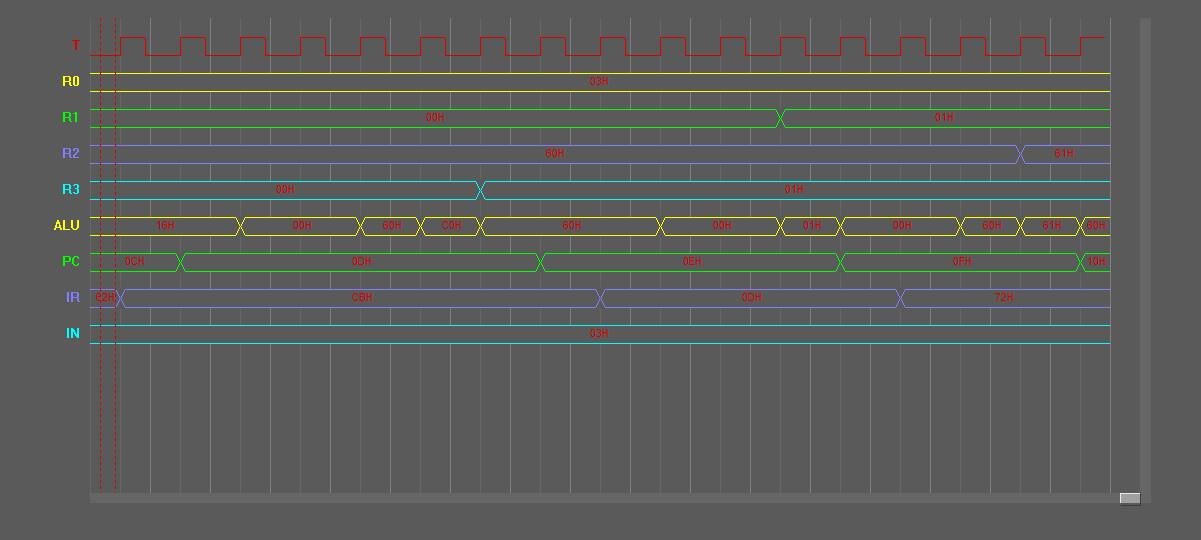 T
R0 03H
R1 00H 01H
R2 60H 61H
R3 00H 01H
ALU 16H 00H 80H C0H 60H 00H 01H 00H 60H 61H 60H
PC 0CH 0DH 0EH 0FH 10H
IR 62H CBH 0DH 72H
IN 03H